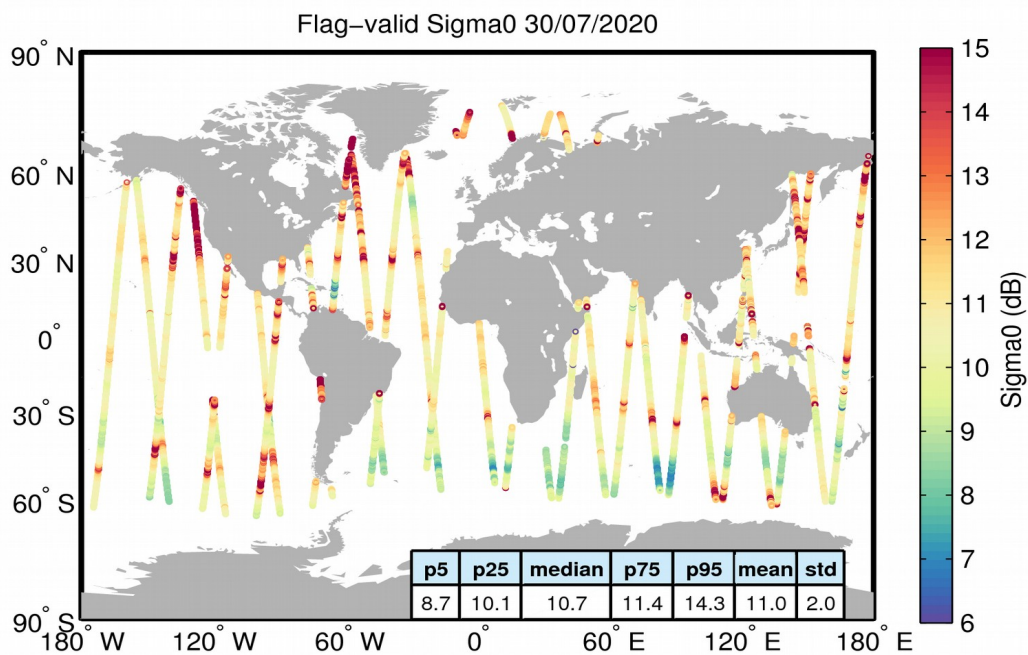 Flag−valid Sigma0 30/07/2020
90° N
60° N
30° N
0°
30° S
60° S
90° S
180° W
120° W
60° W
0°
60° E
120° E
180° E
15
14
13
12
11
10
9
8
7
6
Sigma0 (dB)
p5 p25 median p75 p95 mean std
8.7 10.1 10.7 11.4 14.3 11.0 2.0